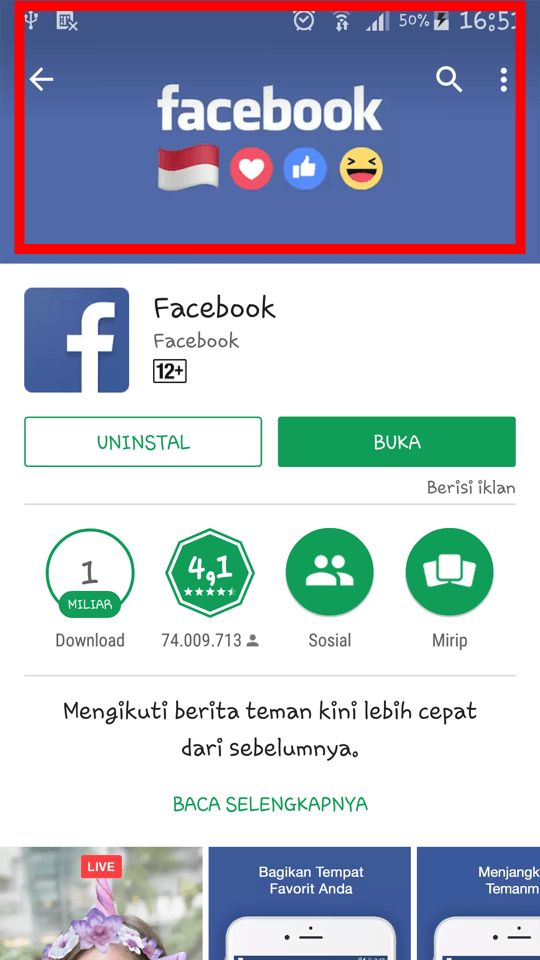 50% 16:51
facebook
Facebook
Facebook
12+
UNINSTAL BUKA
Berisi iklan
1
MILIAR
4,1
Download 74.009.713 Sosial Mirip
Mengikuti berita teman kini lebih cepat
dari sebelumnya.
BACA SELENGKAPNYA
LIVE
Bagikan Tempat
Favorit Anda
Menjangk
Temanm